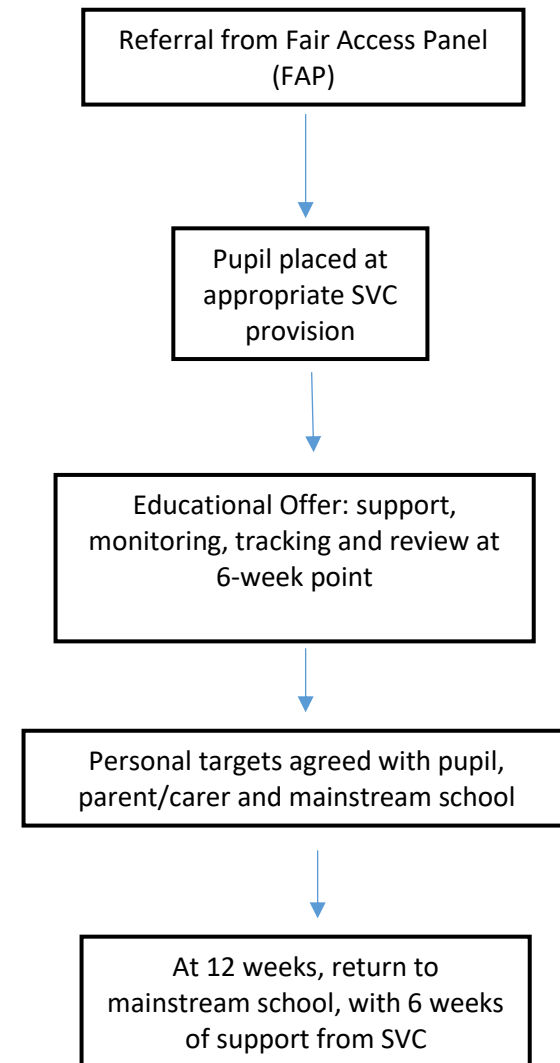 Referral from Fair Access Panel
(FAP)
Pupil placed at
appropriate SVC
provision
Educational Offer: support,
monitoring, tracking and review at
6-week point
Personal targets agreed with pupil,
parent/carer and mainstream school
At 12 weeks, return to
mainstream school, with 6 weeks
of support from SVC